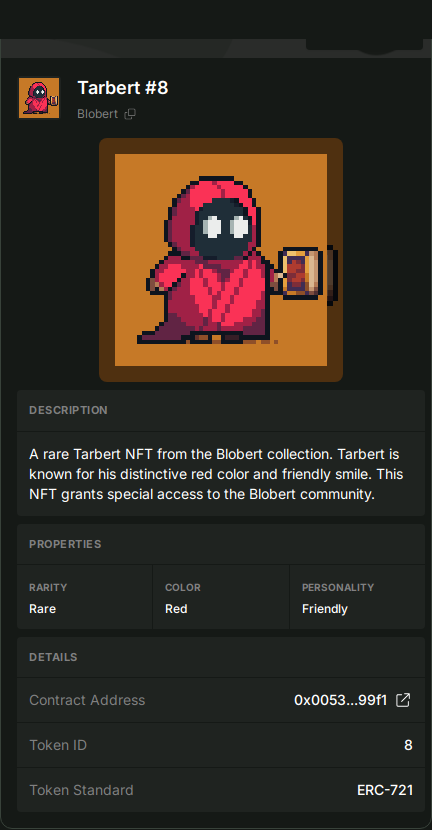 Tarbert #8
Blobert
DESCRIPTION
A rare Tarbert NFT from the Blobert collection. Tarbert is
known for his distinctive red color and friendly smile. This
NFT grants special access to the Blobert community.
PROPERTIES
RARITY
COLOR
PERSONALITY
Rare
Red
Friendly
DETAILS
Contract Address
0x0053...99f1
Token ID
8
Token Standard
ERC-721